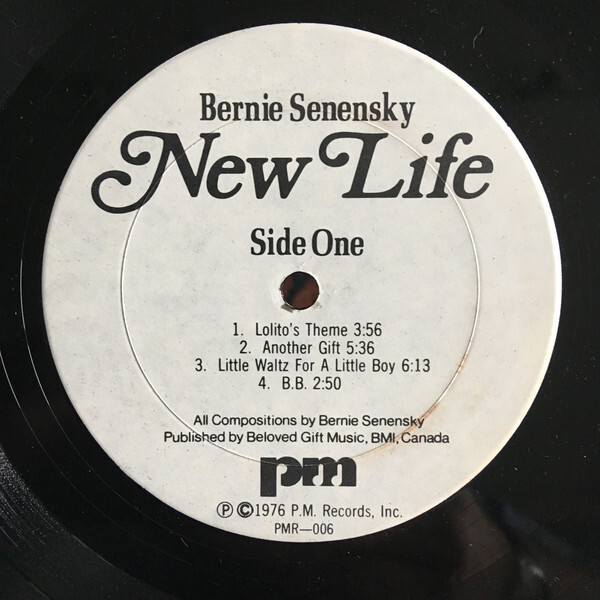 Bernie Senensky
New Life
Side One
1. Lolito's Theme 3:56
2. Another Gift 5:36
3. Little Waltz For A Little Boy 6:13
4. B.B. 2:50
All Compositions by Bernie Senensky
Published by Beloved Gift Music, BMI, Canada
pm
Ⓟ ©1976 P.M. Records, Inc.
PMR—006